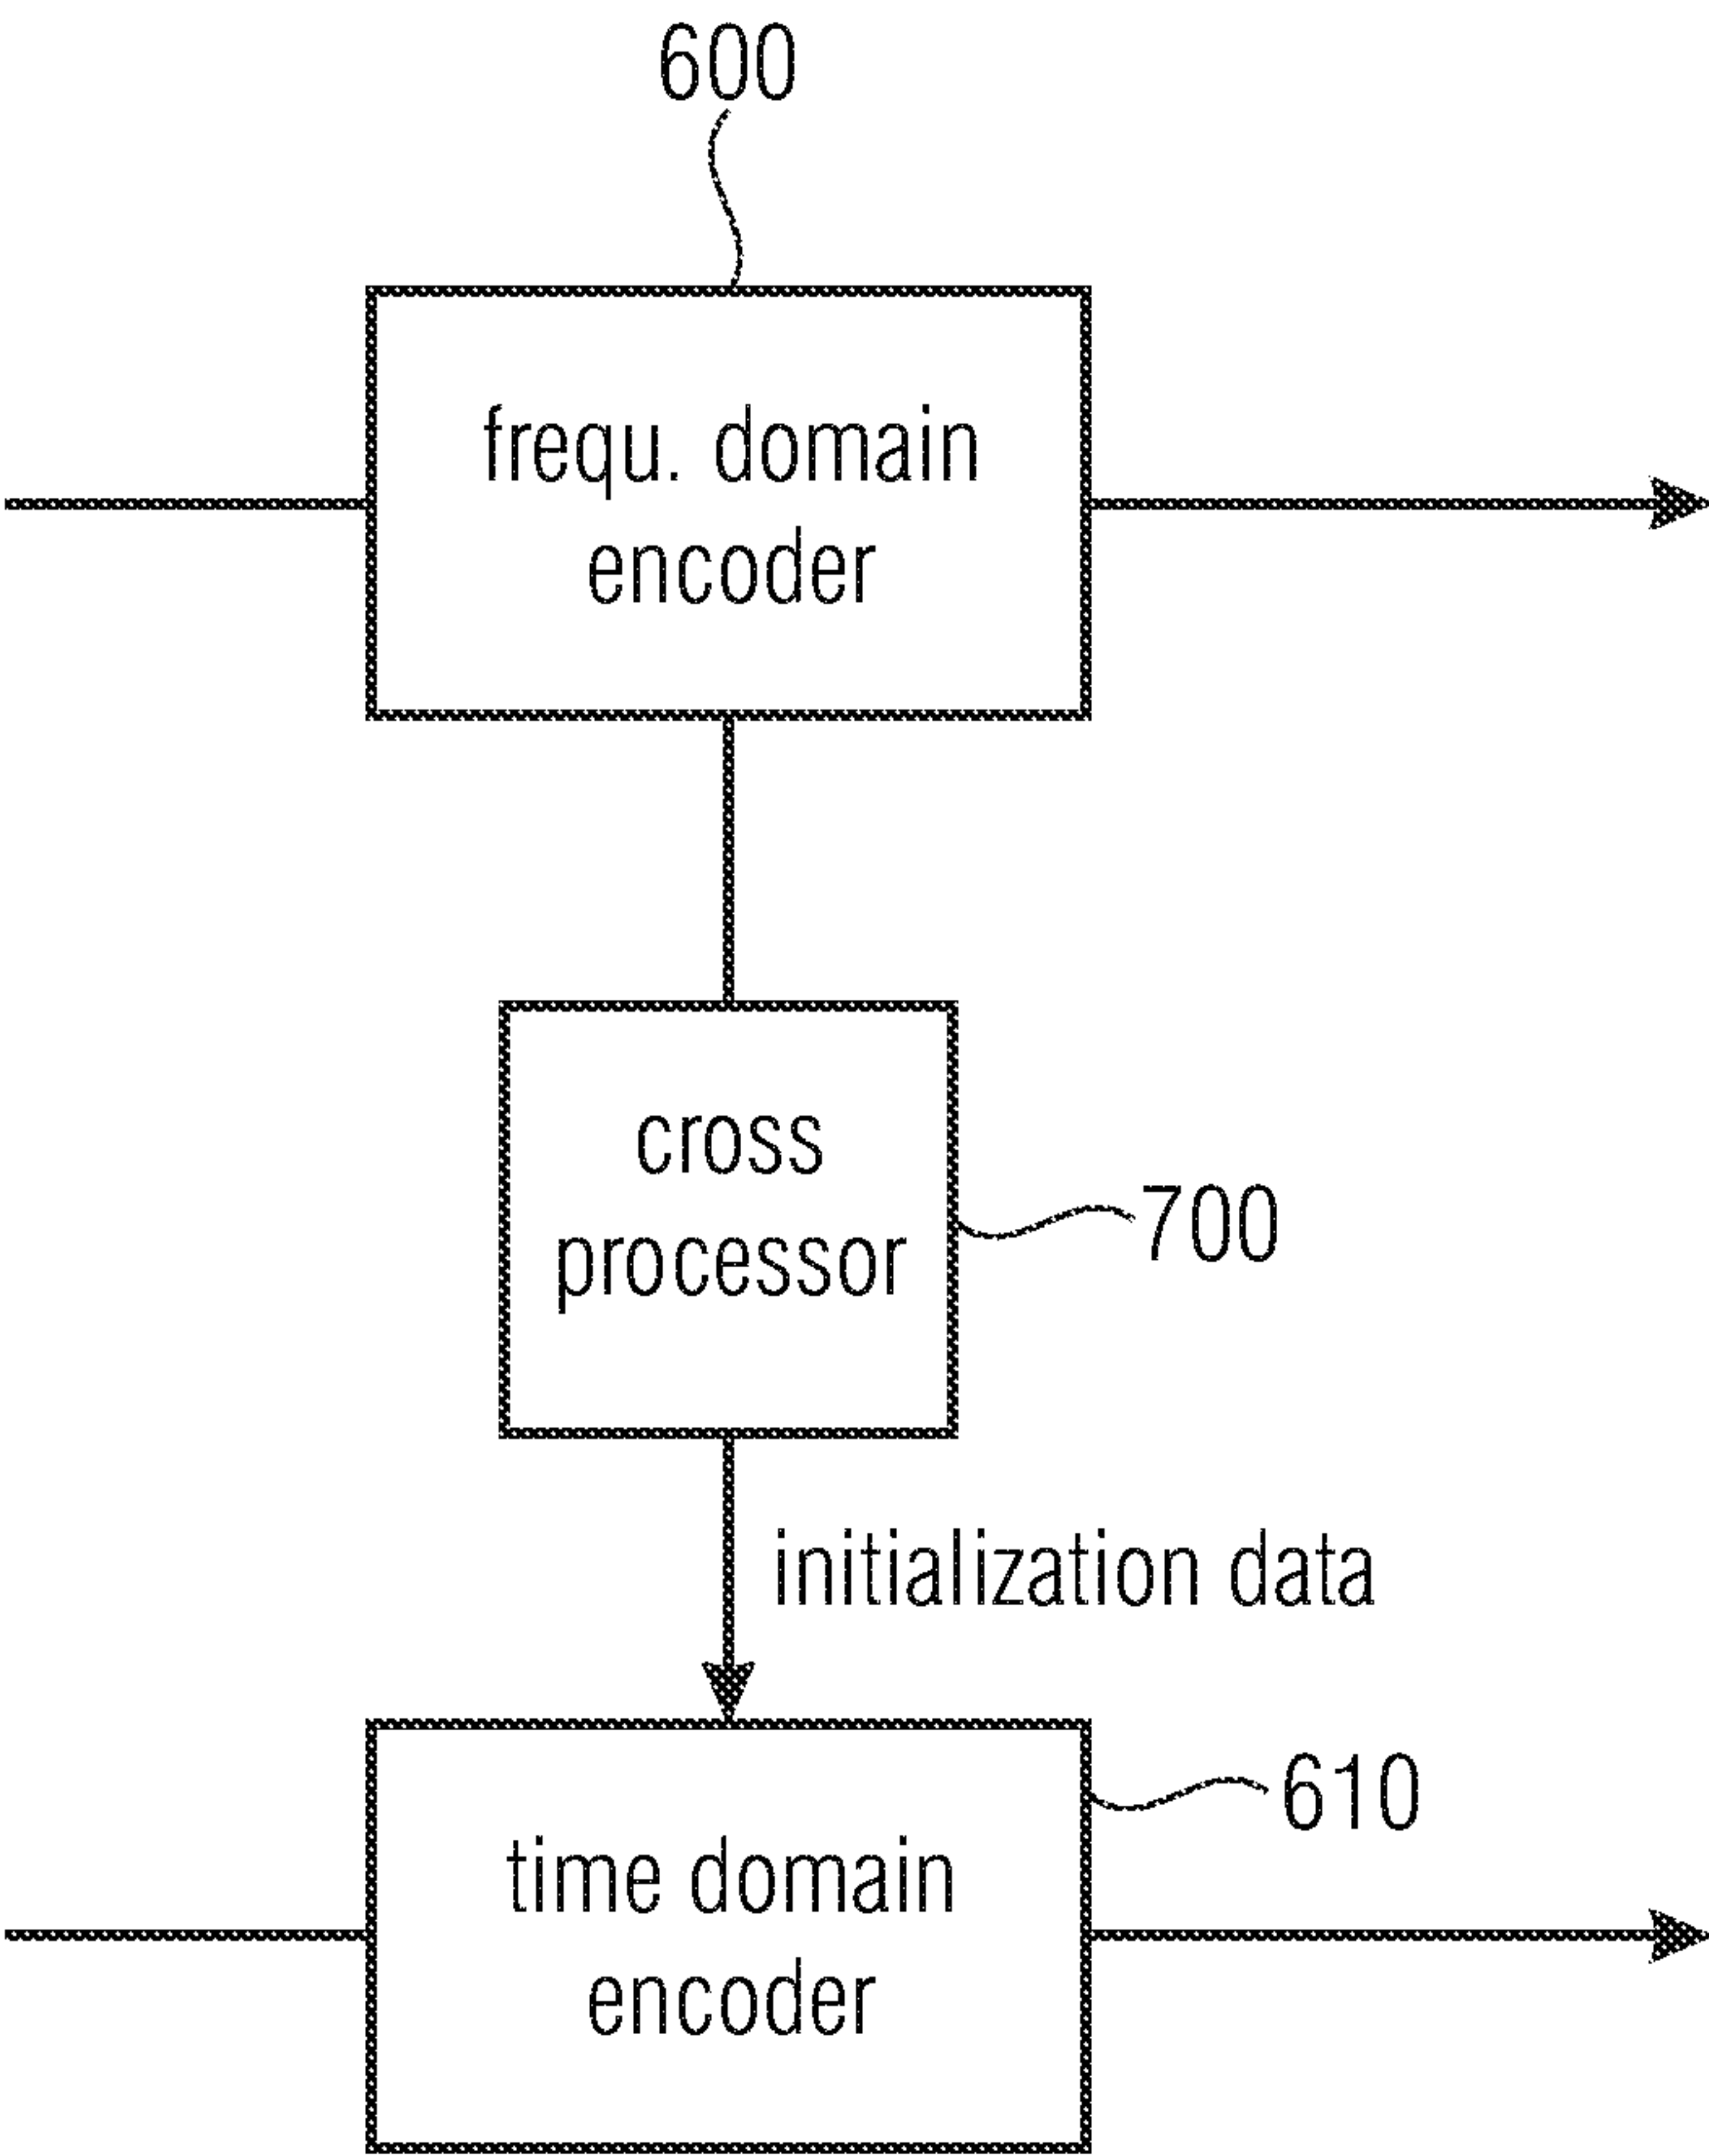 600
frequ. domain
encoder
cross
processor
700
initialization data
610
time domain
encoder